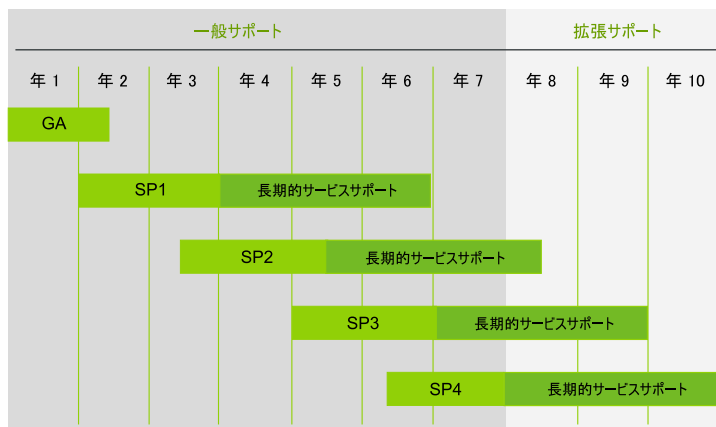 一般サポート 拡張サポート
年 1 年 2 年 3 年 4 年 5 年 6 年 7 年 8 年 9 年 10
GA
SP1 長期的サービスサポート
SP2 長期的サービスサポート
SP3 長期的サービスサポート
SP4 長期的サービスサポート